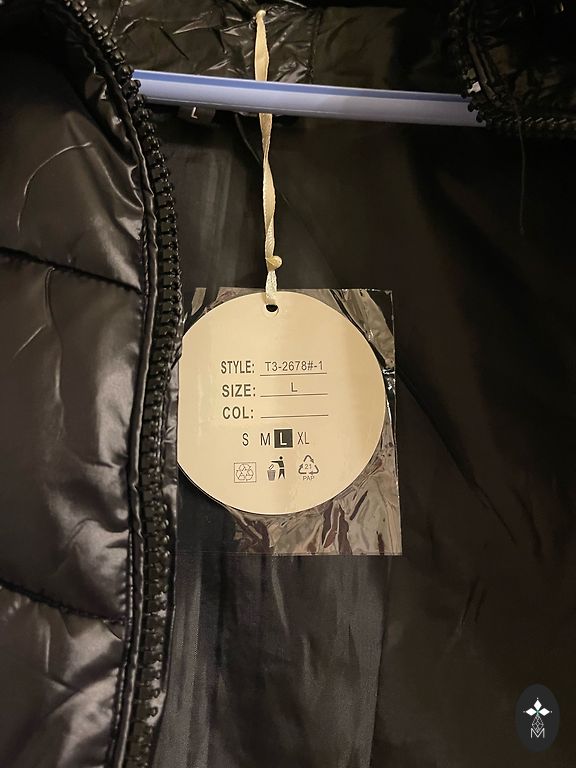 L
STYLE: T3-2678#-1
SIZE: L
COL:
S M L XL
21
PAP
M